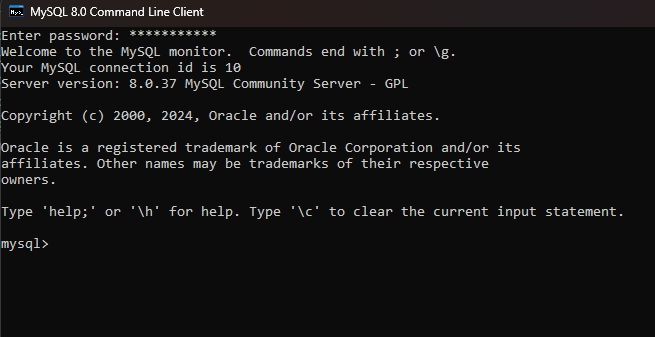 MySQL 8.0 Command Line Client
Enter password: ***********
Welcome to the MySQL monitor.  Commands end with ; or \g.
Your MySQL connection id is 10
Server version: 8.0.37 MySQL Community Server - GPL
Copyright (c) 2000, 2024, Oracle and/or its affiliates.
Oracle is a registered trademark of Oracle Corporation and/or its
affiliates. Other names may be trademarks of their respective
owners.
Type 'help;' or '\h' for help. Type '\c' to clear the current input statement.
mysql>